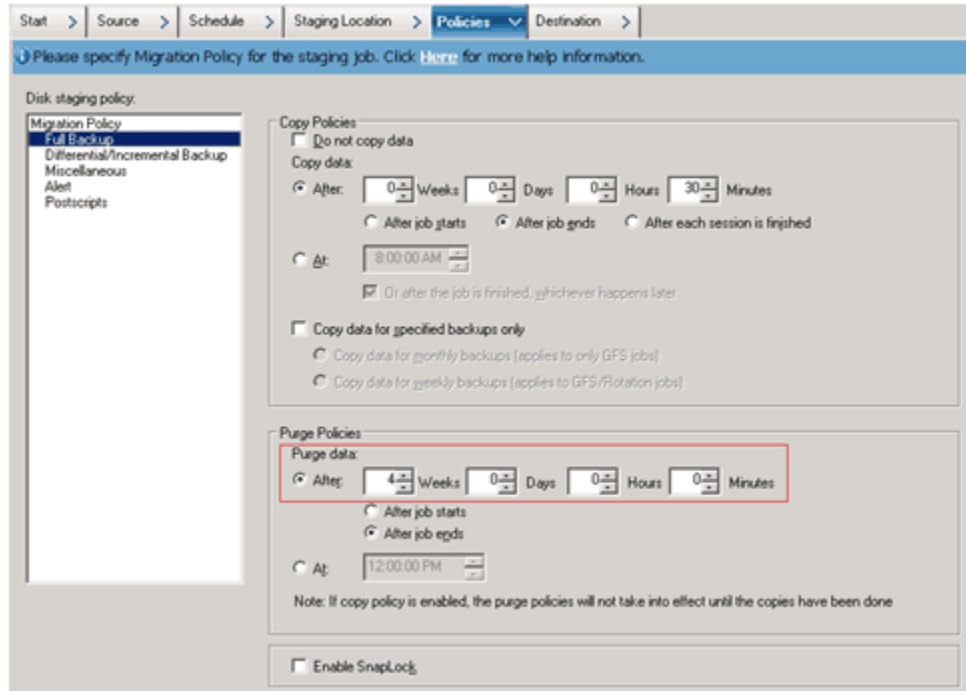 Start > Source > Schedule > Staging Location > Policies Destination >
Please specify Migration Policy for the staging job. Click Here for more help information.
Disk staging policy:
Migration Policy
Full Backup
Differential/Incremental Backup
Miscellaneous
Alert
Postscripts
Copy Policies
Do not copy data
Copy data:
After: 0 Weeks 0 Days 0 Hours 30 Minutes
After job starts After job ends After each session is finished
At: 8:00:00 AM
Or after the job is finished, whichever happens later
Copy data for specified backups only
Copy data for monthly backups (applies to only GFS jobs)
Copy data for weekly backups (applies to GFS/Rotation jobs)
Purge Policies
Purge data:
After: 4 Weeks 0 Days 0 Hours 0 Minutes
After job starts
After job ends
At: 12:00:00 PM
Note: If copy policy is enabled, the purge policies will not take into effect until the copies have been done
Enable SnapLock